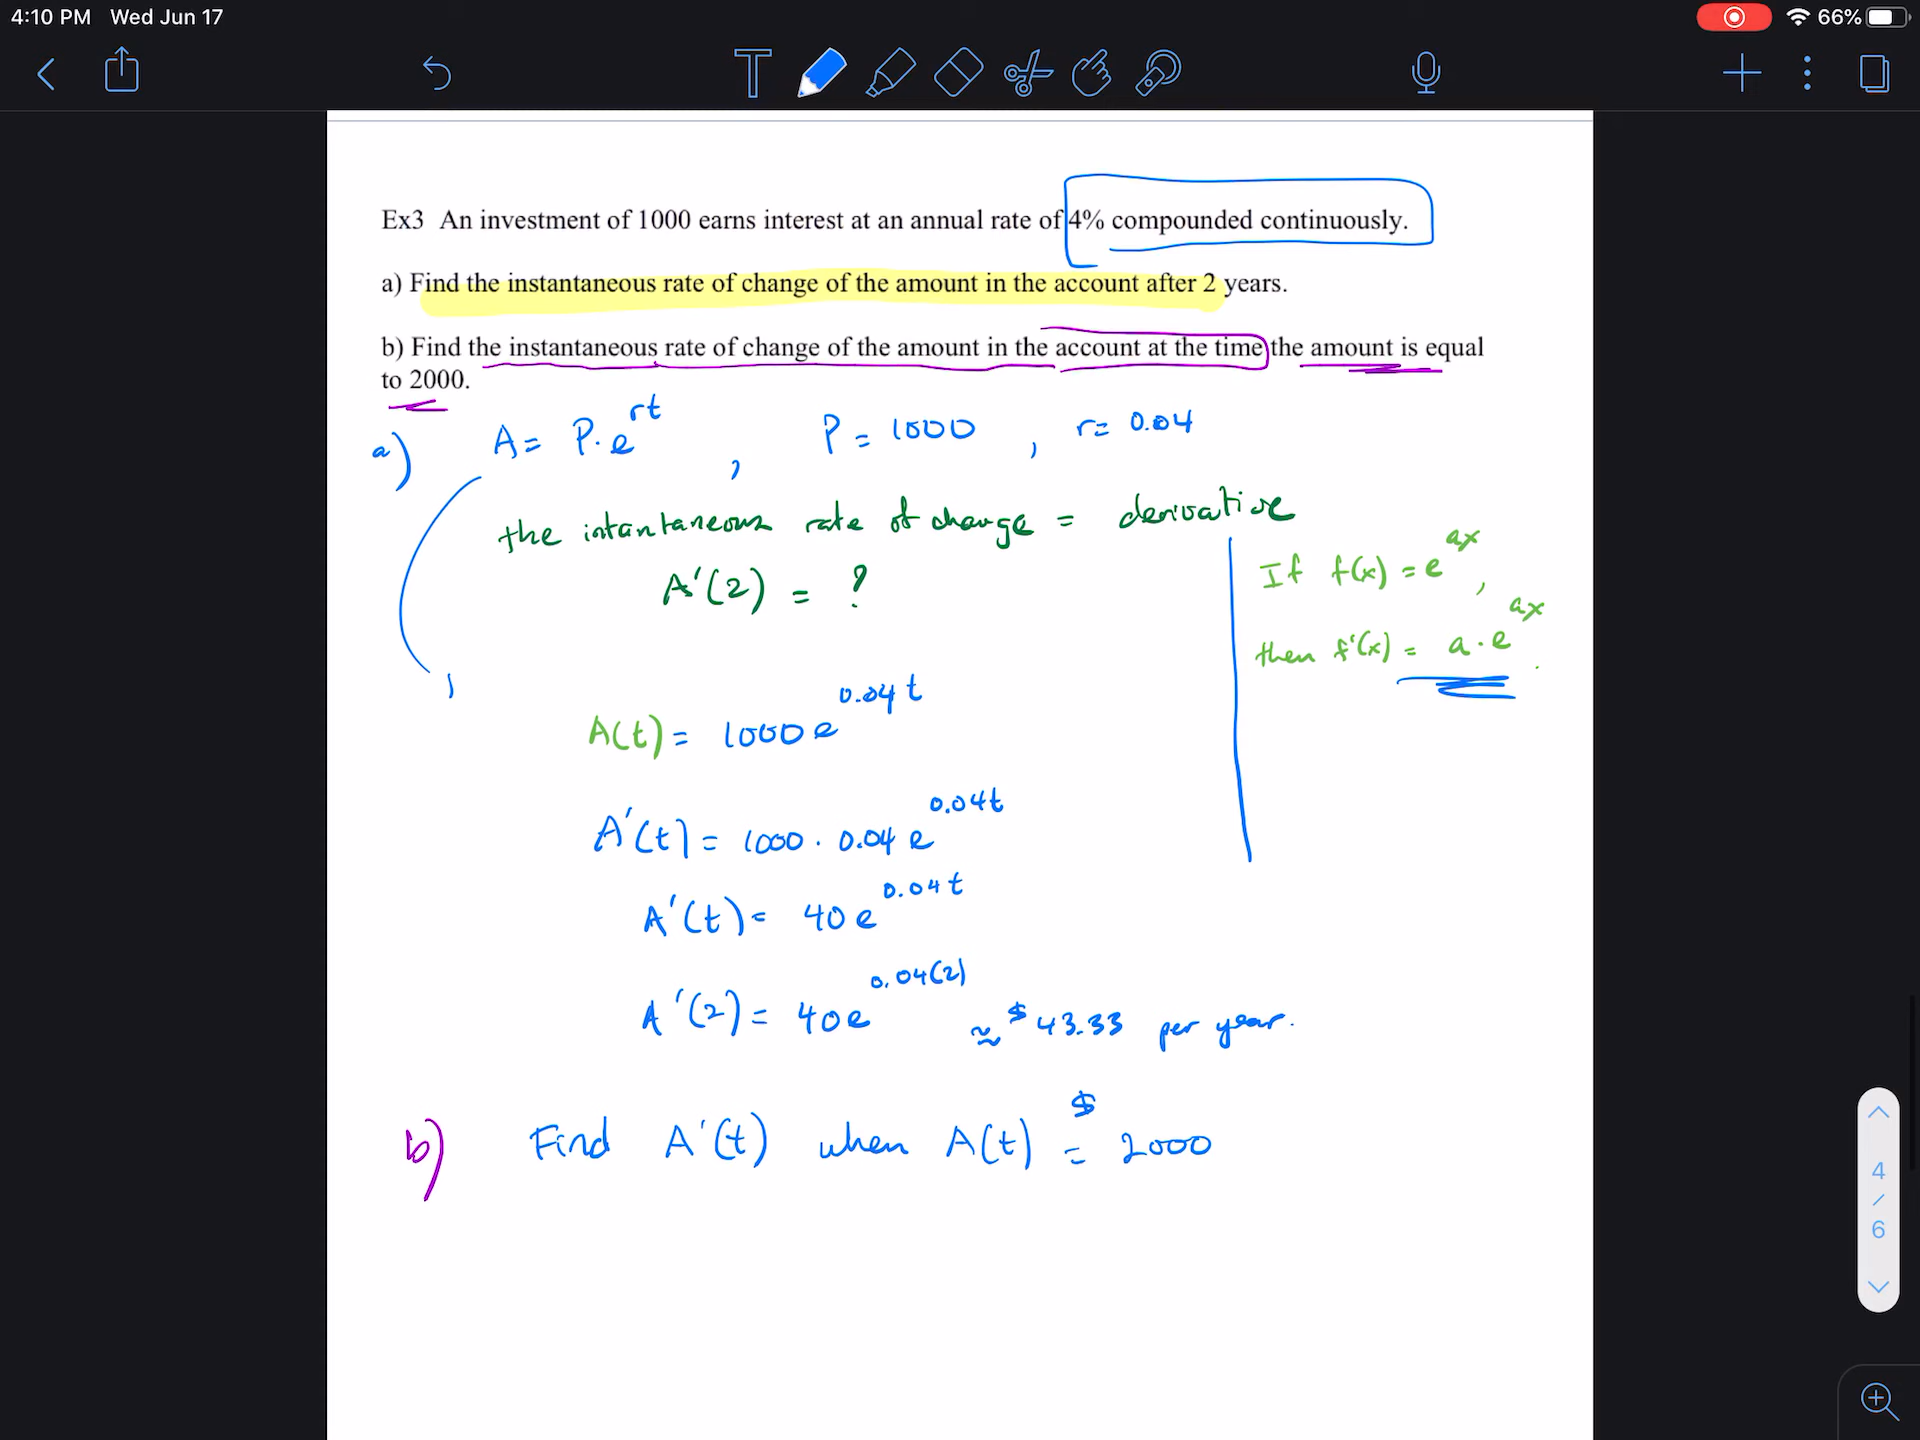 4:10 PM Wed Jun 17
66%
T
Ex3 An investment of 1000 earns interest at an annual rate of 4% compounded continuously.
a) Find the instantaneous rate of change of the amount in the account after 2 years.
b) Find the instantaneous rate of change of the amount in the account at the time the amount is equal
to 2000.
a) A = P·e^rt , P = 1000 , r = 0.04
the intantaneous rate of change = derivative
A'(2) = ?
If f(x) = e^ax ,
then f'(x) = a·e^ax .
A(t) = 1000e^0.04t
A'(t) = 1000 · 0.04 e^0.04t
A'(t) = 40e^0.04t
A'(2) = 40e^0.04(2) ≈ $43.33 per year.
b) Find A'(t) when A(t) = $2000
4
/
6